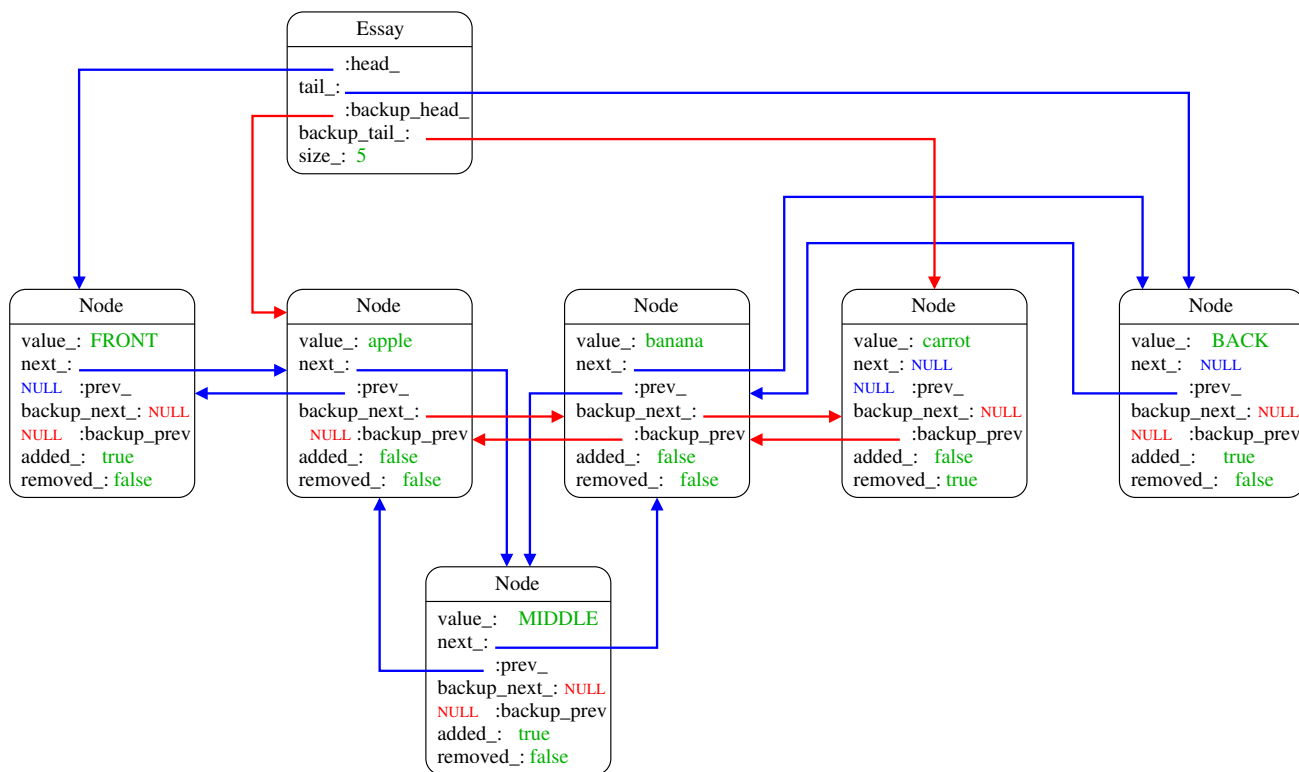 Essay
:head_
tail_:
:backup_head_
backup_tail_:
size_: 5
Node
value_: FRONT
next_:
NULL :prev_
backup_next_: NULL
NULL :backup_prev
added_: true
removed_: false
Node
value_: apple
next_:
:prev_
backup_next_:
NULL :backup_prev
added_: false
removed_: false
Node
value_: banana
next_:
:prev_
backup_next_:
:backup_prev
added_: false
removed_: false
Node
value_: carrot
next_: NULL
NULL :prev_
backup_next_: NULL
:backup_prev
added_: false
removed_: true
Node
value_: BACK
next_: NULL
:prev_
backup_next_: NULL
NULL :backup_prev
added_: true
removed_: false
Node
value_: MIDDLE
next_:
:prev_
backup_next_: NULL
NULL :backup_prev
added_: true
removed_: false